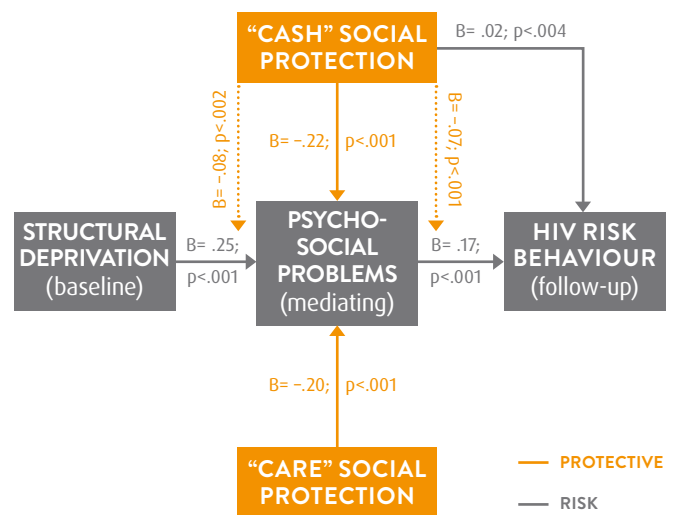 “CASH” SOCIAL
PROTECTION
B= .02; p<.004
B= –.08; p<.002
B= –.22; p<.001
B= –.07; p<.001
STRUCTURAL
DEPRIVATION
(baseline)
B= .25;
p<.001
PSYCHO-
SOCIAL
PROBLEMS
(mediating)
B= .17;
p<.001
HIV RISK
BEHAVIOUR
(follow-up)
B= –.20; p<.001
“CARE” SOCIAL
PROTECTION
PROTECTIVE
RISK